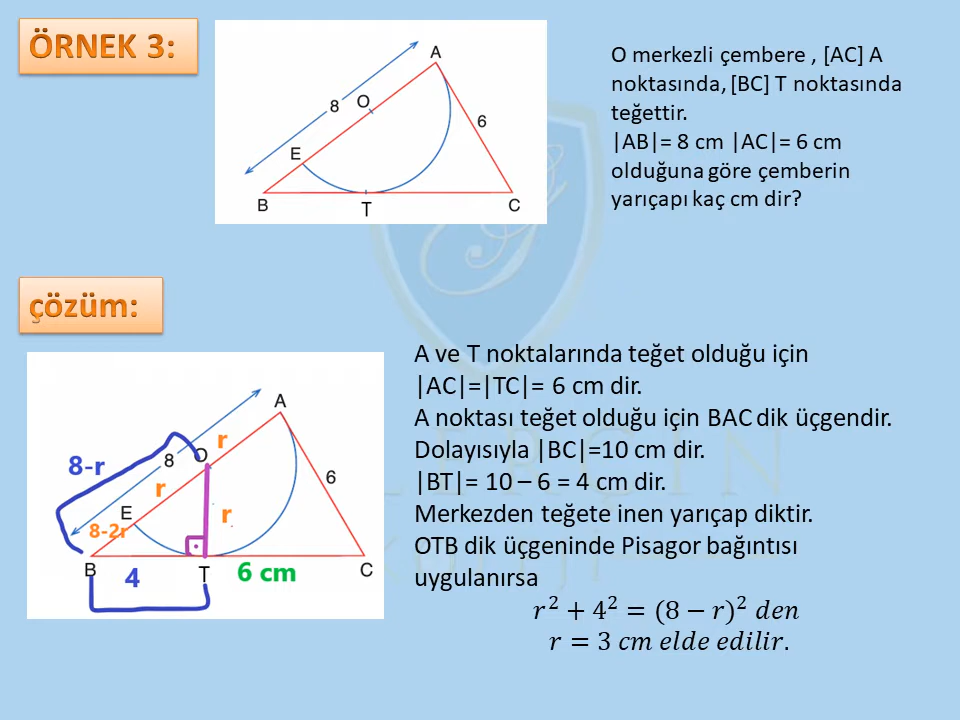 ÖRNEK 3:
O merkezli çembere , [AC] A
noktasında, [BC] T noktasında
teğettir.
|AB|= 8 cm |AC|= 6 cm
olduğuna göre çemberin
yarıçapı kaç cm dir?
A
8
O
6
E
B
T
C
çözüm:
A ve T noktalarında teğet olduğu için
|AC|=|TC|= 6 cm dir.
A noktası teğet olduğu için BAC dik üçgendir.
Dolayısıyla |BC|=10 cm dir.
|BT|= 10 – 6 = 4 cm dir.
Merkezden teğete inen yarıçap diktir.
OTB dik üçgeninde Pisagor bağıntısı
uygulanırsa
r² + 4² = (8 − r)² den
r = 3 cm elde edilir.
A
r
8-r
8
O
6
r
E
r
8-2r
B
4
T
6 cm
C